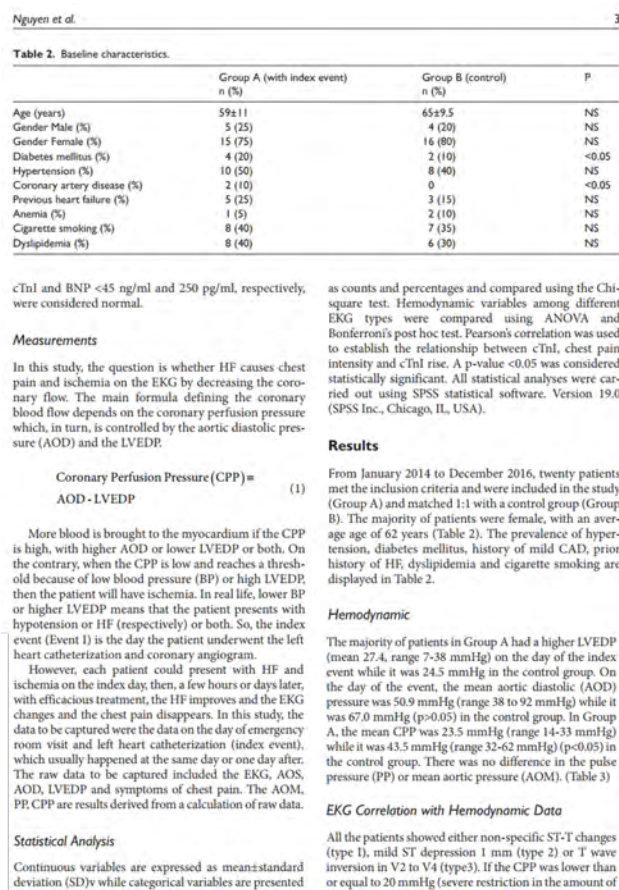 Nguyen et al.
3
Table 2. Baseline characteristics.
Group A (with index event) Group B (control) P
n (%) n (%)
Age (years) 59±11 65±9.5 NS
Gender Male (%) 5 (25) 4 (20) NS
Gender Female (%) 15 (75) 16 (80) NS
Diabetes mellitus (%) 4 (20) 2 (10) <0.05
Hypertension (%) 10 (50) 8 (40) NS
Coronary artery disease (%) 2 (10) 0 <0.05
Previous heart failure (%) 5 (25) 3 (15) NS
Anemia (%) 1 (5) 2 (10) NS
Cigarette smoking (%) 8 (40) 7 (35) NS
Dyslipidemia (%) 8 (40) 6 (30) NS
cTnI and BNP <45 ng/ml and 250 pg/ml, respectively,
were considered normal.
Measurements
In this study, the question is whether HF causes chest
pain and ischemia on the EKG by decreasing the coro-
nary flow. The main formula defining the coronary
blood flow depends on the coronary perfusion pressure
which, in turn, is controlled by the aortic diastolic pres-
sure (AOD) and the LVEDP.
Coronary Perfusion Pressure (CPP) =
AOD - LVEDP
(1)
More blood is brought to the myocardium if the CPP
is high, with higher AOD or lower LVEDP or both. On
the contrary, when the CPP is low and reaches a thresh-
old because of low blood pressure (BP) or high LVEDP,
then the patient will have ischemia. In real life, lower BP
or higher LVEDP means that the patient presents with
hypotension or HF (respectively) or both. So, the index
event (Event I) is the day the patient underwent the left
heart catheterization and coronary angiogram.
However, each patient could present with HF and
ischemia on the index day, then, a few hours or days later,
with efficacious treatment, the HF improves and the EKG
changes and the chest pain disappears. In this study, the
data to be captured were the data on the day of emergency
room visit and left heart catheterization (index event),
which usually happened at the same day or one day after.
The raw data to be captured included the EKG, AOS,
AOD, LVEDP and symptoms of chest pain. The AOM,
PP, CPP are results derived from a calculation of raw data.
Statistical Analysis
Continuous variables are expressed as mean±standard
deviation (SD)v while categorical variables are presented
as counts and percentages and compared using the Chi-
square test. Hemodynamic variables among different
EKG types were compared using ANOVA and
Bonferroni's post hoc test. Pearson's correlation was used
to establish the relationship between cTnI, chest pain
intensity and cTnI rise. A p-value <0.05 was considered
statistically significant. All statistical analyses were car-
ried out using SPSS statistical software. Version 19.0
(SPSS Inc., Chicago, IL, USA).
Results
From January 2014 to December 2016, twenty patients
met the inclusion criteria and were included in the study
(Group A) and matched 1:1 with a control group (Group
B). The majority of patients were female, with an aver-
age age of 62 years (Table 2). The prevalence of hyper-
tension, diabetes mellitus, history of mild CAD, prior
history of HF, dyslipidemia and cigarette smoking are
displayed in Table 2.
Hemodynamic
The majority of patients in Group A had a higher LVEDP
(mean 27.4, range 7-38 mmHg) on the day of the index
event while it was 24.5 mmHg in the control group. On
the day of the event, the mean aortic diastolic (AOD)
pressure was 50.9 mmHg (range 38 to 92 mmHg) while it
was 67.0 mmHg (p>0.05) in the control group. In Group
A, the mean CPP was 23.5 mmHg (range 14-33 mmHg)
while it was 43.5 mmHg (range 32-62 mmHg) (p<0.05) in
the control group. There was no difference in the pulse
pressure (PP) or mean aortic pressure (AOM). (Table 3)
EKG Correlation with Hemodynamic Data
All the patients showed either non-specific ST-T changes
(type 1), mild ST depression 1 mm (type 2) or T wave
inversion in V2 to V4 (type3). If the CPP was lower than
or equal to 20 mmHg (severe restriction in the amount of